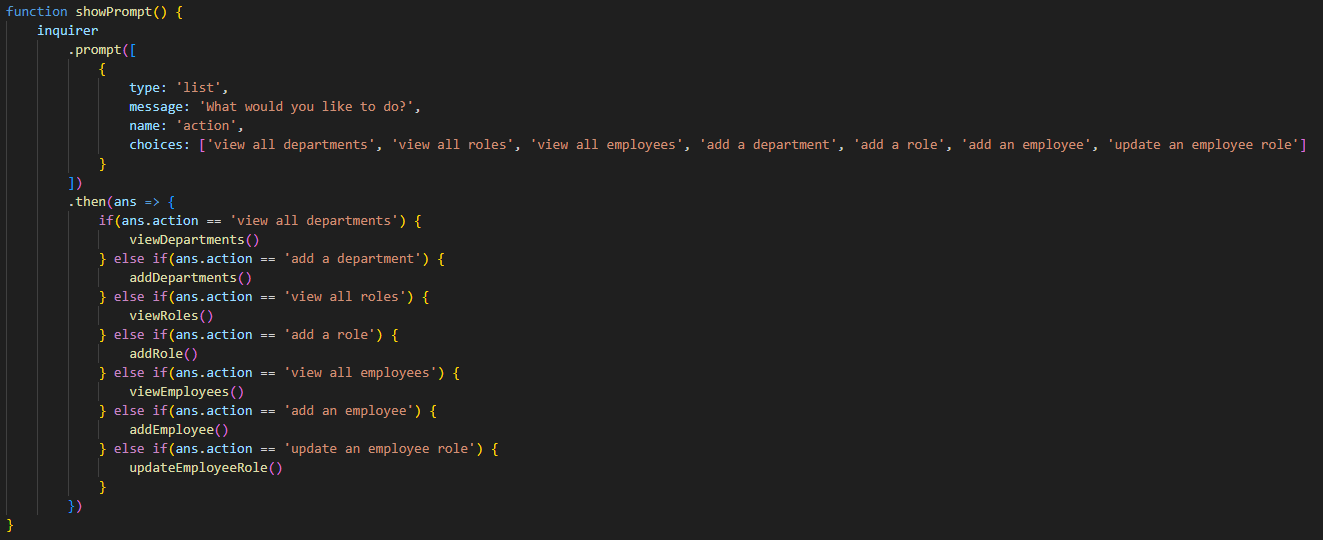 function showPrompt() {
    inquirer
        .prompt([
            {
                type: 'list',
                message: 'What would you like to do?',
                name: 'action',
                choices: ['view all departments', 'view all roles', 'view all employees', 'add a department', 'add a role', 'add an employee', 'update an employee role']
            }
        ])
        .then(ans => {
            if(ans.action == 'view all departments') {
                viewDepartments()
            } else if(ans.action == 'add a department') {
                addDepartments()
            } else if(ans.action == 'view all roles') {
                viewRoles()
            } else if(ans.action == 'add a role') {
                addRole()
            } else if(ans.action == 'view all employees') {
                viewEmployees()
            } else if(ans.action == 'add an employee') {
                addEmployee()
            } else if(ans.action == 'update an employee role') {
                updateEmployeeRole()
            }
        })
}